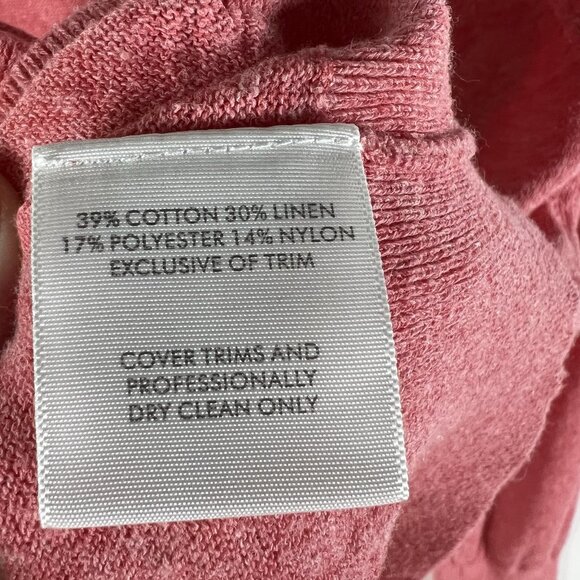 39% COTTON 30% LINEN
17% POLYESTER 14% NYLON
EXCLUSIVE OF TRIM
COVER TRIMS AND
PROFESSIONALLY
DRY CLEAN ONLY